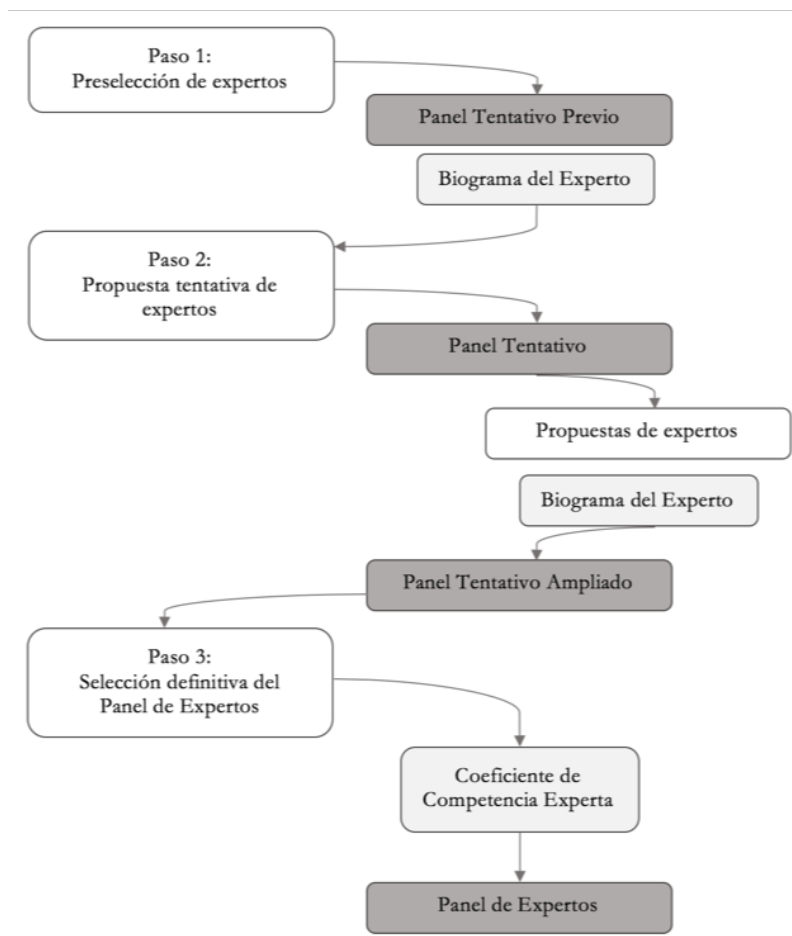 Paso 1:
Preselección de expertos
Panel Tentativo Previo
Biograma del Experto
Paso 2:
Propuesta tentativa de
expertos
Panel Tentativo
Propuestas de expertos
Biograma del Experto
Panel Tentativo Ampliado
Paso 3:
Selección definitiva del
Panel de Expertos
Coeficiente de
Competencia Experta
Panel de Expertos